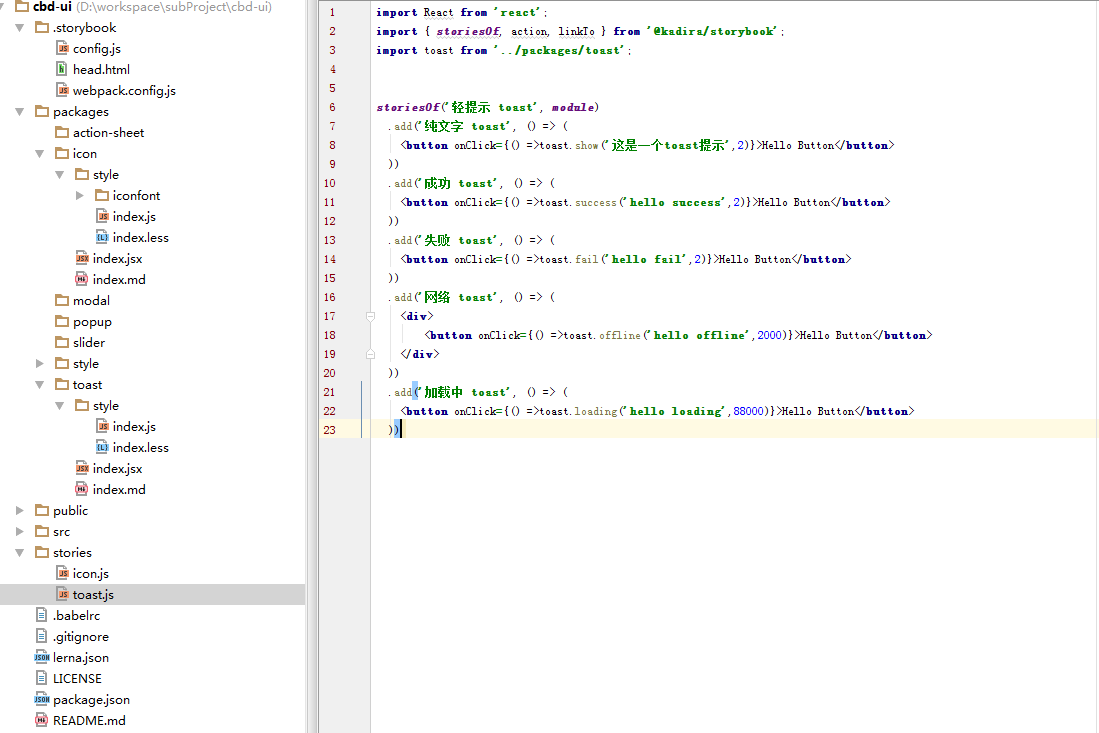 cbd-ui (D:\workspace\subProject\cbd-ui)
.storybook
config.js
head.html
webpack.config.js
packages
action-sheet
icon
style
iconfont
index.js
index.less
index.jsx
index.md
modal
popup
slider
style
toast
style
index.js
index.less
index.jsx
index.md
public
src
stories
icon.js
toast.js
.babelrc
.gitignore
lerna.json
LICENSE
package.json
README.md
1 import React from 'react';
2 import { storiesOf, action, linkTo } from '@kadira/storybook';
3 import toast from '../packages/toast';
4
5
6 storiesOf('轻提示 toast', module)
7 .add('纯文字 toast', () => (
8 <button onClick={() =>toast.show('这是一个toast提示',2)}>Hello Button</button>
9 ))
10 .add('成功 toast', () => (
11 <button onClick={() =>toast.success('hello success',2)}>Hello Button</button>
12 ))
13 .add('失败 toast', () => (
14 <button onClick={() =>toast.fail('hello fail',2)}>Hello Button</button>
15 ))
16 .add('网络 toast', () => (
17 <div>
18 <button onClick={() =>toast.offline('hello offline',2000)}>Hello Button</button>
19 </div>
20 ))
21 .add('加载中 toast', () => (
22 <button onClick={() =>toast.loading('hello loading',88000)}>Hello Button</button>
23 ))